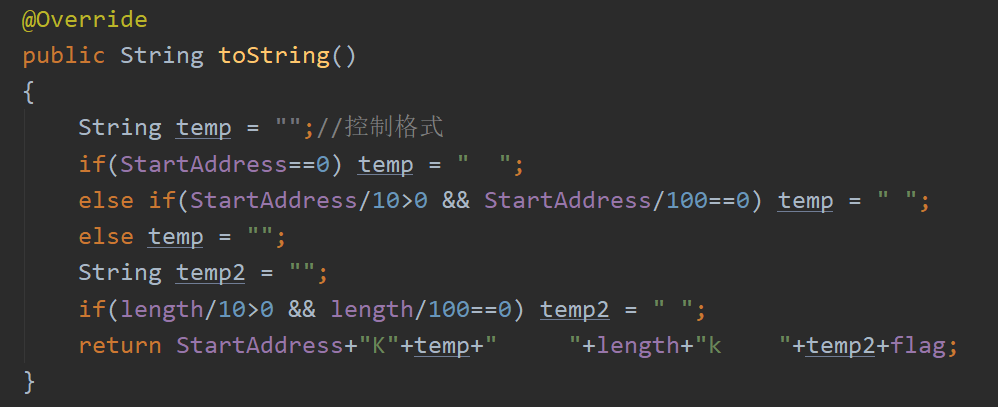 @Override
public String toString()
{
    String temp = "";//控制格式
    if(StartAddress==0) temp = "  ";
    else if(StartAddress/10>0 && StartAddress/100==0) temp = " ";
    else temp = "";
    String temp2 = "";
    if(length/10>0 && length/100==0) temp2 = " ";
    return StartAddress+"K"+temp+"     "+length+"k    "+temp2+flag;
}